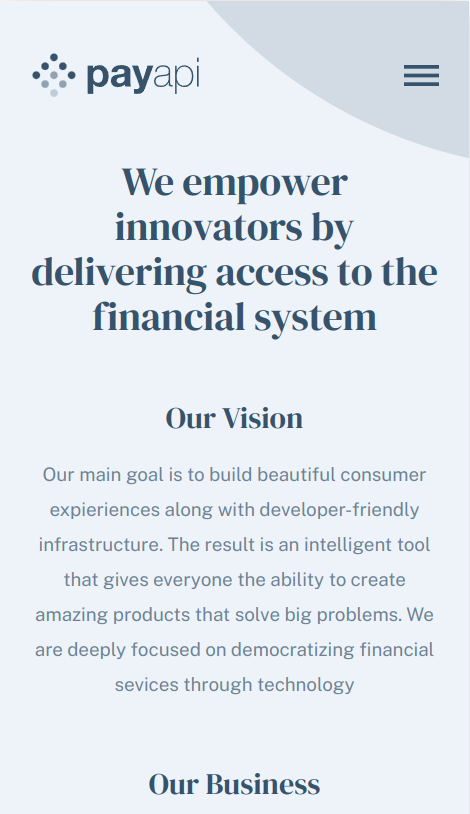 payapi
We empower
innovators by
delivering access to the
financial system
Our Vision
Our main goal is to build beautiful consumer
expieriences along with developer-friendly
infrastructure. The result is an intelligent tool
that gives everyone the ability to create
amazing products that solve big problems. We
are deeply focused on democratizing financial
sevices through technology
Our Business